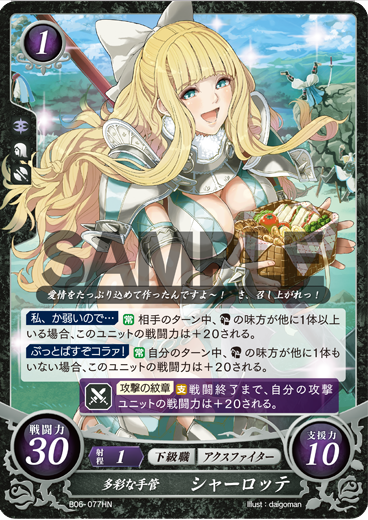 1
SAMPLE
愛情をたっぷり込めて作ったんですよ～！ さ、召し上がれっ！
私、か弱いので… 常 相手のターン中、の味方が他に1体以上
いる場合、このユニットの戦闘力は＋20される。
ぶっとばすぞコラァ！ 常 自分のターン中、の味方が他に1体も
いない場合、このユニットの戦闘力は＋20される。
攻撃の紋章 支 戦闘終了まで、自分の攻撃
ユニットの戦闘力は＋20される。
戦闘力
30
射程 1
下級職
アクスファイター
支援力
10
多彩な手管 シャーロッテ
B06-077HN
Illust：daigoman